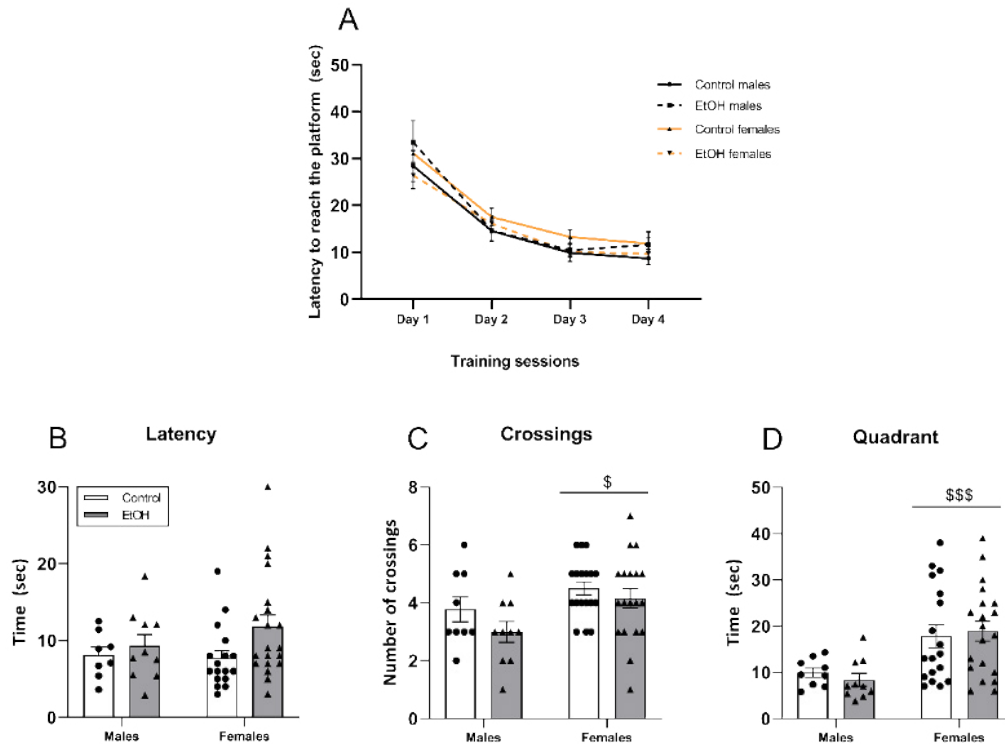 A
Latency to reach the platform (sec)
50
40
30
20
10
0
Day 1 Day 2 Day 3 Day 4
Training sessions
Control males
EtOH males
Control females
EtOH females
B Latency
Time (sec)
30
20
10
0
Control
EtOH
Males Females
C Crossings
Number of crossings
8
6
4
2
0
$
Males Females
D Quadrant
Time (sec)
50
40
30
20
10
0
$$$
Males Females